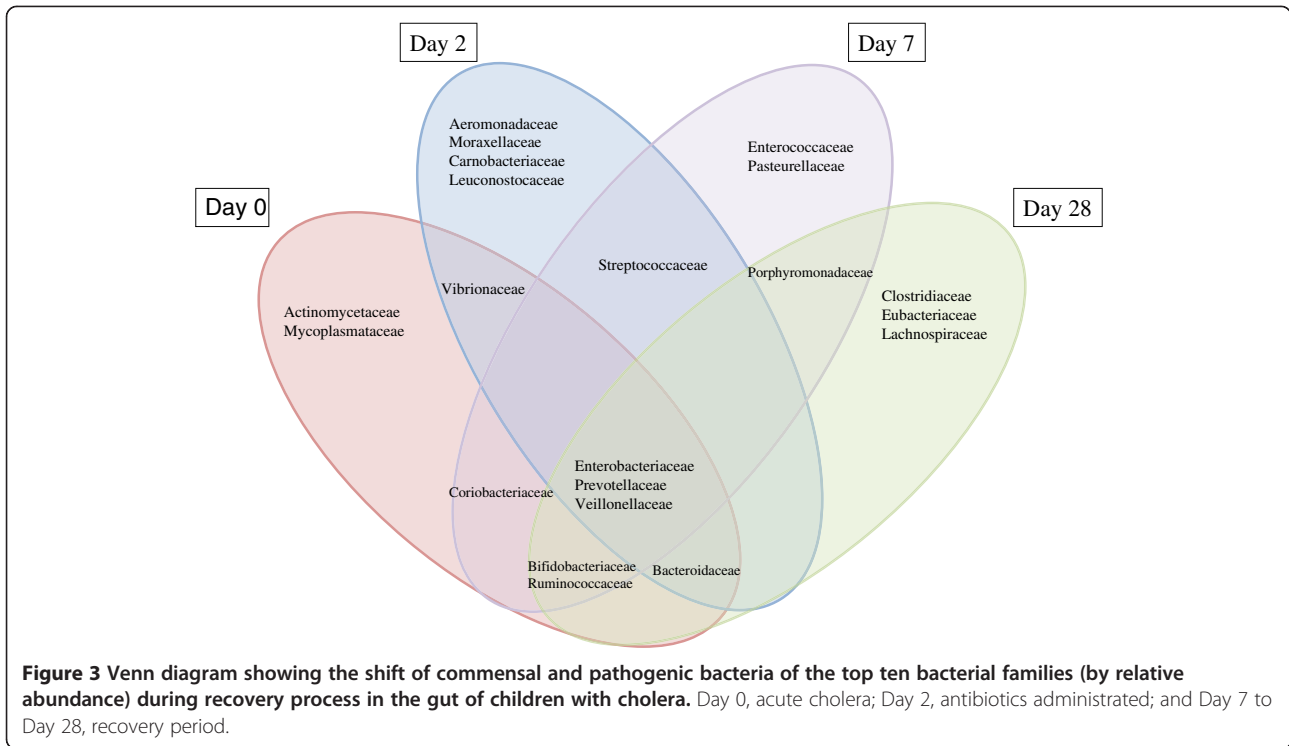 Day 2
Day 7
Day 0
Day 28
Aeromonadaceae
Moraxellaceae
Carnobacteriaceae
Leuconostocaceae
Enterococcaceae
Pasteurellaceae
Streptococcaceae
Porphyromonadaceae
Vibrionaceae
Clostridiaceae
Eubacteriaceae
Lachnospiraceae
Actinomycetaceae
Mycoplasmataceae
Enterobacteriaceae
Prevotellaceae
Veillonellaceae
Coriobacteriaceae
Bifidobacteriaceae
Ruminococcaceae
Bacteroidaceae
Figure 3 Venn diagram showing the shift of commensal and pathogenic bacteria of the top ten bacterial families (by relative
abundance) during recovery process in the gut of children with cholera. Day 0, acute cholera; Day 2, antibiotics administrated; and Day 7 to
Day 28, recovery period.